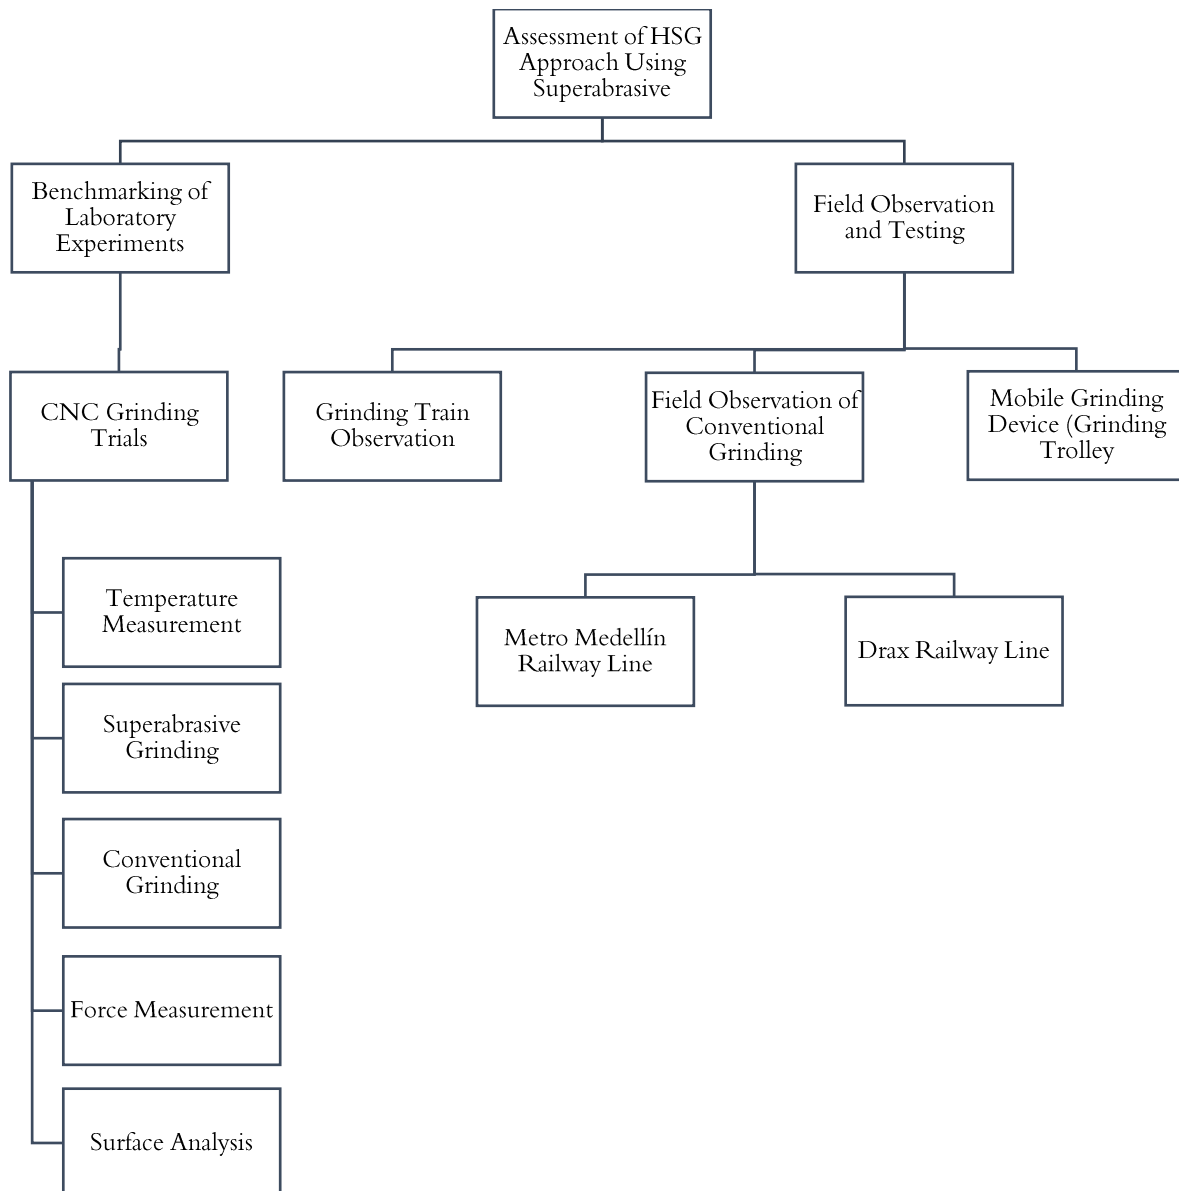 Assessment of HSG
Approach Using
Superabrasive
Benchmarking of
Laboratory
Experiments
Field Observation
and Testing
CNC Grinding
Trials
Grinding Train
Observation
Field Observation of
Conventional
Grinding
Mobile Grinding
Device (Grinding
Trolley
Temperature
Measurement
Superabrasive
Grinding
Conventional
Grinding
Force Measurement
Surface Analysis
Metro Medellín
Railway Line
Drax Railway Line